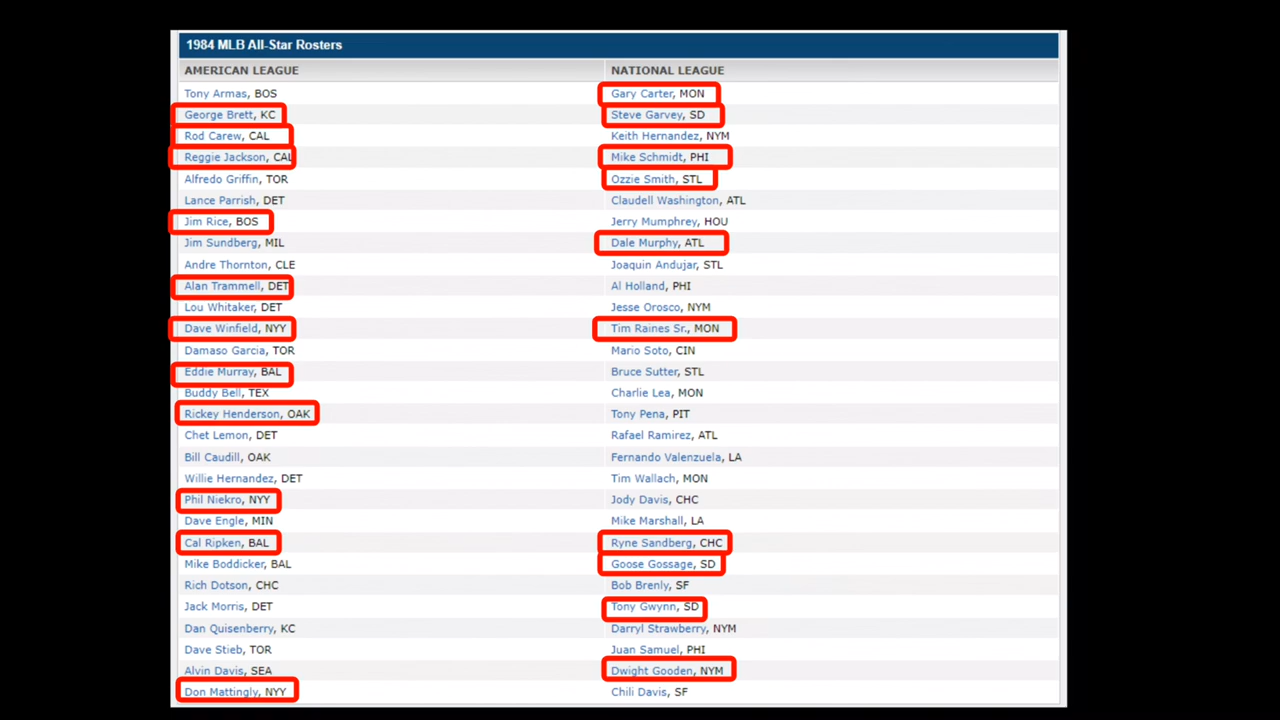 1984 MLB All-Star Rosters
AMERICAN LEAGUE NATIONAL LEAGUE
Tony Armas, BOS Gary Carter, MON
George Brett, KC Steve Garvey, SD
Rod Carew, CAL Keith Hernandez, NYM
Reggie Jackson, CAL Mike Schmidt, PHI
Alfredo Griffin, TOR Ozzie Smith, STL
Lance Parrish, DET Claudell Washington, ATL
Jim Rice, BOS Jerry Mumphrey, HOU
Jim Sundberg, MIL Dale Murphy, ATL
Andre Thornton, CLE Joaquin Andujar, STL
Alan Trammell, DET Al Holland, PHI
Lou Whitaker, DET Jesse Orosco, NYM
Dave Winfield, NYY Tim Raines Sr., MON
Damaso Garcia, TOR Mario Soto, CIN
Eddie Murray, BAL Bruce Sutter, STL
Buddy Bell, TEX Charlie Lea, MON
Rickey Henderson, OAK Tony Pena, PIT
Chet Lemon, DET Rafael Ramirez, ATL
Bill Caudill, OAK Fernando Valenzuela, LA
Willie Hernandez, DET Tim Wallach, MON
Phil Niekro, NYY Jody Davis, CHC
Dave Engle, MIN Mike Marshall, LA
Cal Ripken, BAL Ryne Sandberg, CHC
Mike Boddicker, BAL Goose Gossage, SD
Rich Dotson, CHC Bob Brenly, SF
Jack Morris, DET Tony Gwynn, SD
Dan Quisenberry, KC Darryl Strawberry, NYM
Dave Stieb, TOR Juan Samuel, PHI
Alvin Davis, SEA Dwight Gooden, NYM
Don Mattingly, NYY Chili Davis, SF